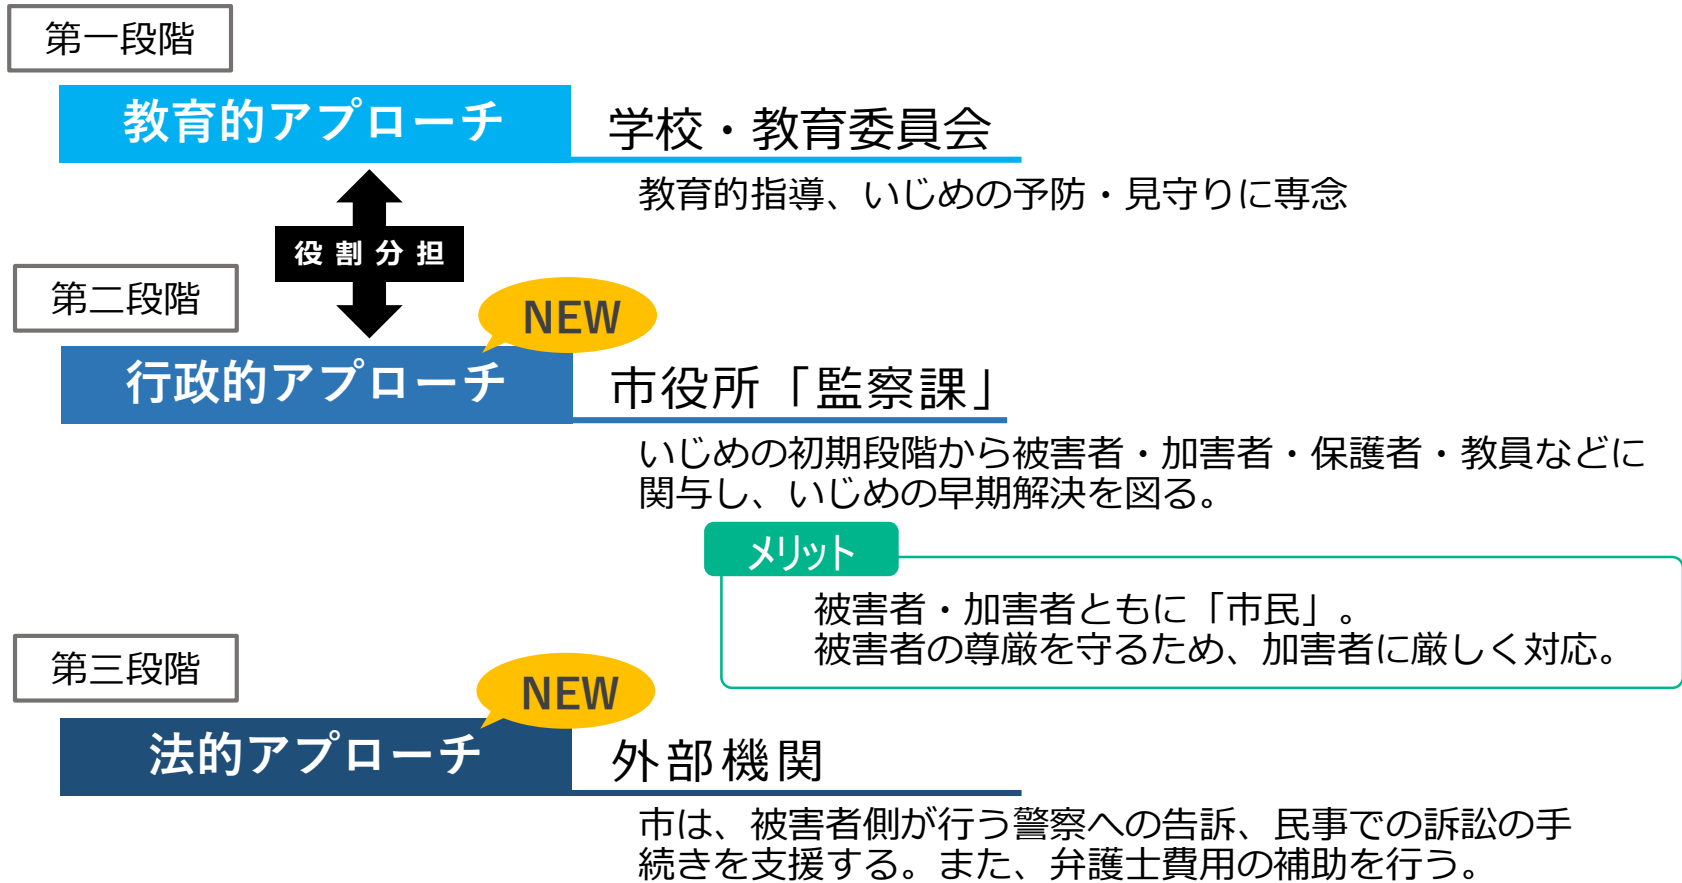 第一段階
教育的アプローチ
学校・教育委員会
教育的指導、いじめの予防・見守りに専念
役割分担
第二段階
NEW
行政的アプローチ
市役所「監察課」
いじめの初期段階から被害者・加害者・保護者・教員などに
関与し、いじめの早期解決を図る。
メリット
被害者・加害者ともに「市民」。
被害者の尊厳を守るため、加害者に厳しく対応。
第三段階
NEW
法的アプローチ
外部機関
市は、被害者側が行う警察への告訴、民事での訴訟の手
続きを支援する。また、弁護士費用の補助を行う。